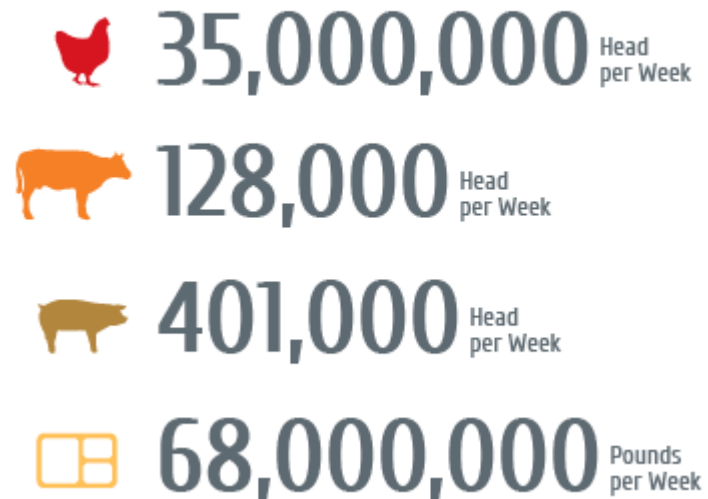 35,000,000 Head
per Week
128,000 Head
per Week
401,000 Head
per Week
68,000,000 Pounds
per Week